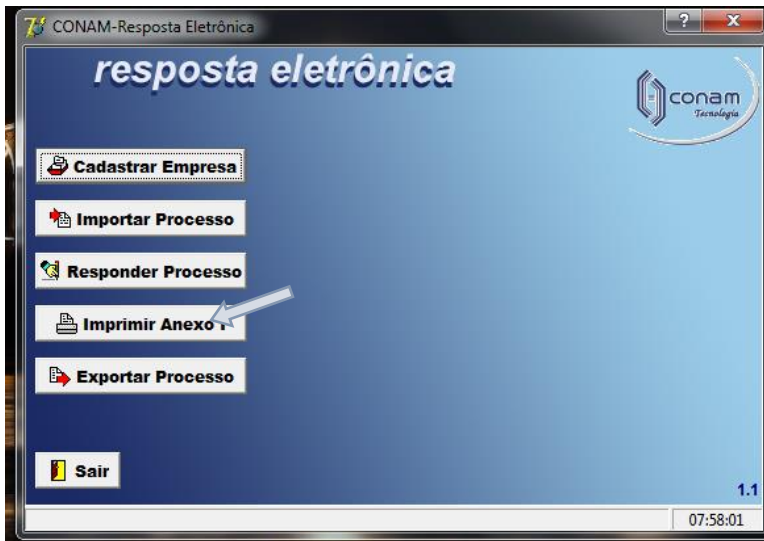 CONAM-Resposta Eletrônica
resposta eletrônica
conam
Tecnologia
Cadastrar Empresa
Importar Processo
Responder Processo
Imprimir Anexo I
Exportar Processo
Sair
1.1
07:58:01